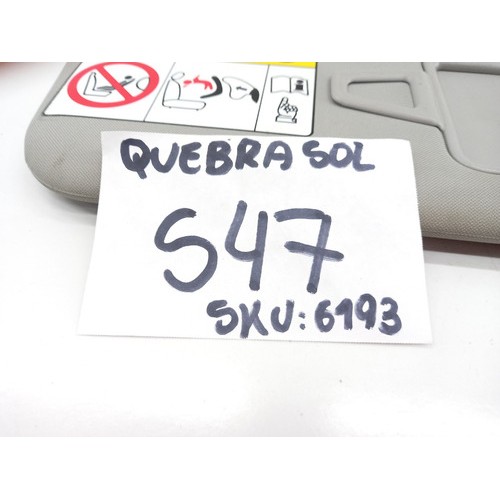 QUEBRA SOL
S47
SKU: 6193